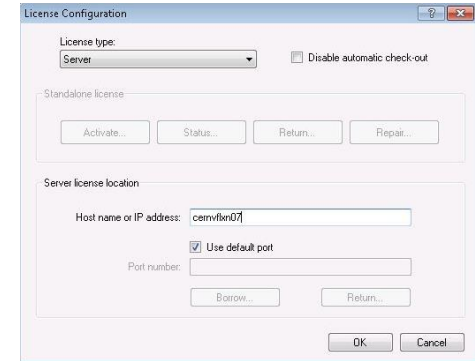 License Configuration
License type:
Server
Disable automatic check-out
Standalone license
Activate...
Status...
Return...
Repair...
Server license location
Host name or IP address:
cernvflxn07
Use default port
Port number:
Borrow...
Return...
OK
Cancel